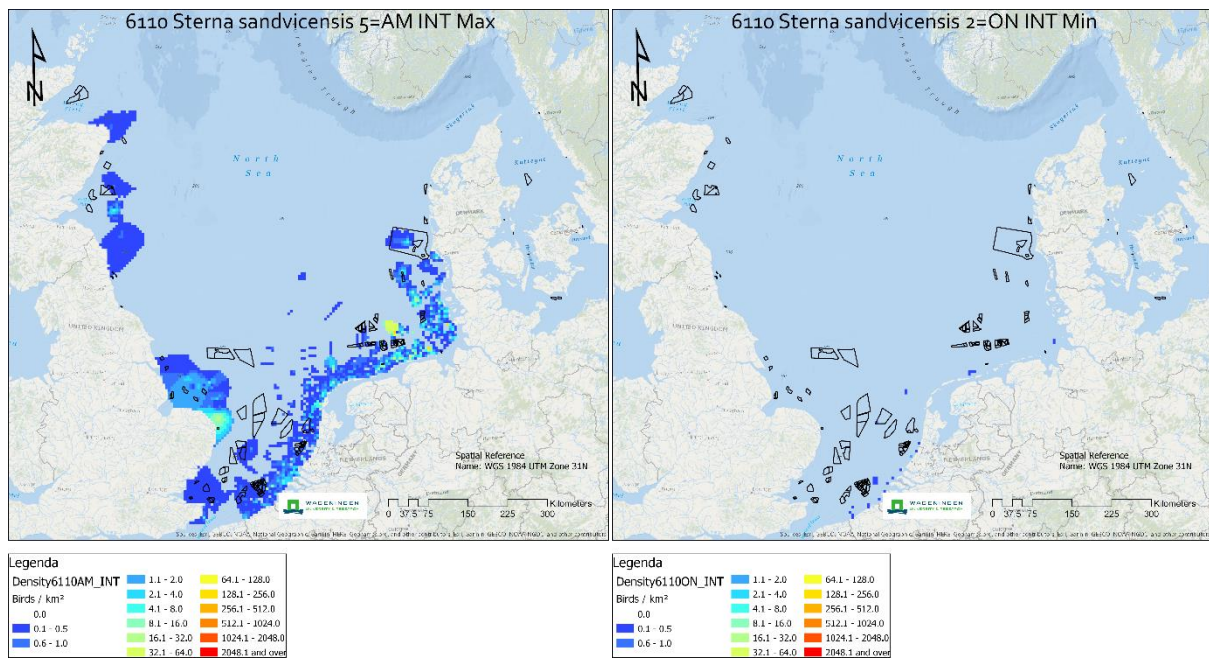 6110 Sterna sandvicensis 5=AM INT Max
N
North
Sea
Skagerrak
Kattegat
DENMARK
UNITED KINGDOM
GERMANY
Spatial Reference
Name: WGS 1984 UTM Zone 31N
WAGENINGEN
UNIVERSITY & RESEARCH
Kilometers
0 37.5 75 150 225 300
Legenda
Density6110AM_INT
Birds / km²
0.0
0.1 - 0.5
0.6 - 1.0
1.1 - 2.0
2.1 - 4.0
4.1 - 8.0
8.1 - 16.0
16.1 - 32.0
32.1 - 64.0
64.1 - 128.0
128.1 - 256.0
256.1 - 512.0
512.1 - 1024.0
1024.1 - 2048.0
2048.1 and over
6110 Sterna sandvicensis 2=ON INT Min
N
North
Sea
Skagerrak
Kattegat
DENMARK
UNITED KINGDOM
GERMANY
Spatial Reference
Name: WGS 1984 UTM Zone 31N
WAGENINGEN
UNIVERSITY & RESEARCH
Kilometers
0 37.5 75 150 225 300
Legenda
Density6110ON_INT
Birds / km²
0.0
0.1 - 0.5
0.6 - 1.0
1.1 - 2.0
2.1 - 4.0
4.1 - 8.0
8.1 - 16.0
16.1 - 32.0
32.1 - 64.0
64.1 - 128.0
128.1 - 256.0
256.1 - 512.0
512.1 - 1024.0
1024.1 - 2048.0
2048.1 and over